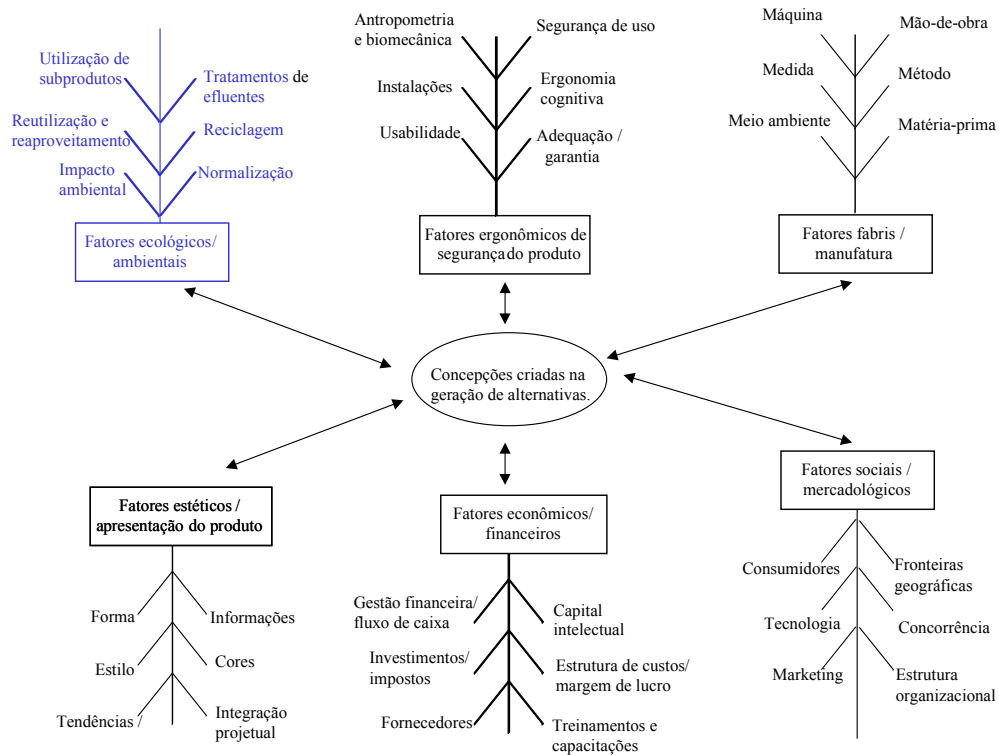 Utilização de
subprodutos
Tratamentos de
efluentes
Reutilização e
reaproveitamento
Reciclagem
Impacto
ambiental
Normalização
Fatores ecológicos/
ambientais
Antropometria
e biomecânica
Segurança de uso
Instalações
Ergonomia
cognitiva
Usabilidade
Adequação /
garantia
Fatores ergonômicos de
segurança do produto
Máquina
Mão-de-obra
Medida
Método
Meio ambiente
Matéria-prima
Fatores fabris /
manufatura
Concepções criadas na
geração de alternativas.
Fatores estéticos /
apresentação do produto
Forma
Informações
Estilo
Cores
Tendências /
Integração
projetual
Fatores econômicos/
financeiros
Gestão financeira/
fluxo de caixa
Capital
intelectual
Investimentos/
impostos
Estrutura de custos/
margem de lucro
Fornecedores
Treinamentos e
capacitações
Fatores sociais /
mercadológicos
Consumidores
Fronteiras
geográficas
Tecnologia
Concorrência
Marketing
Estrutura
organizacional